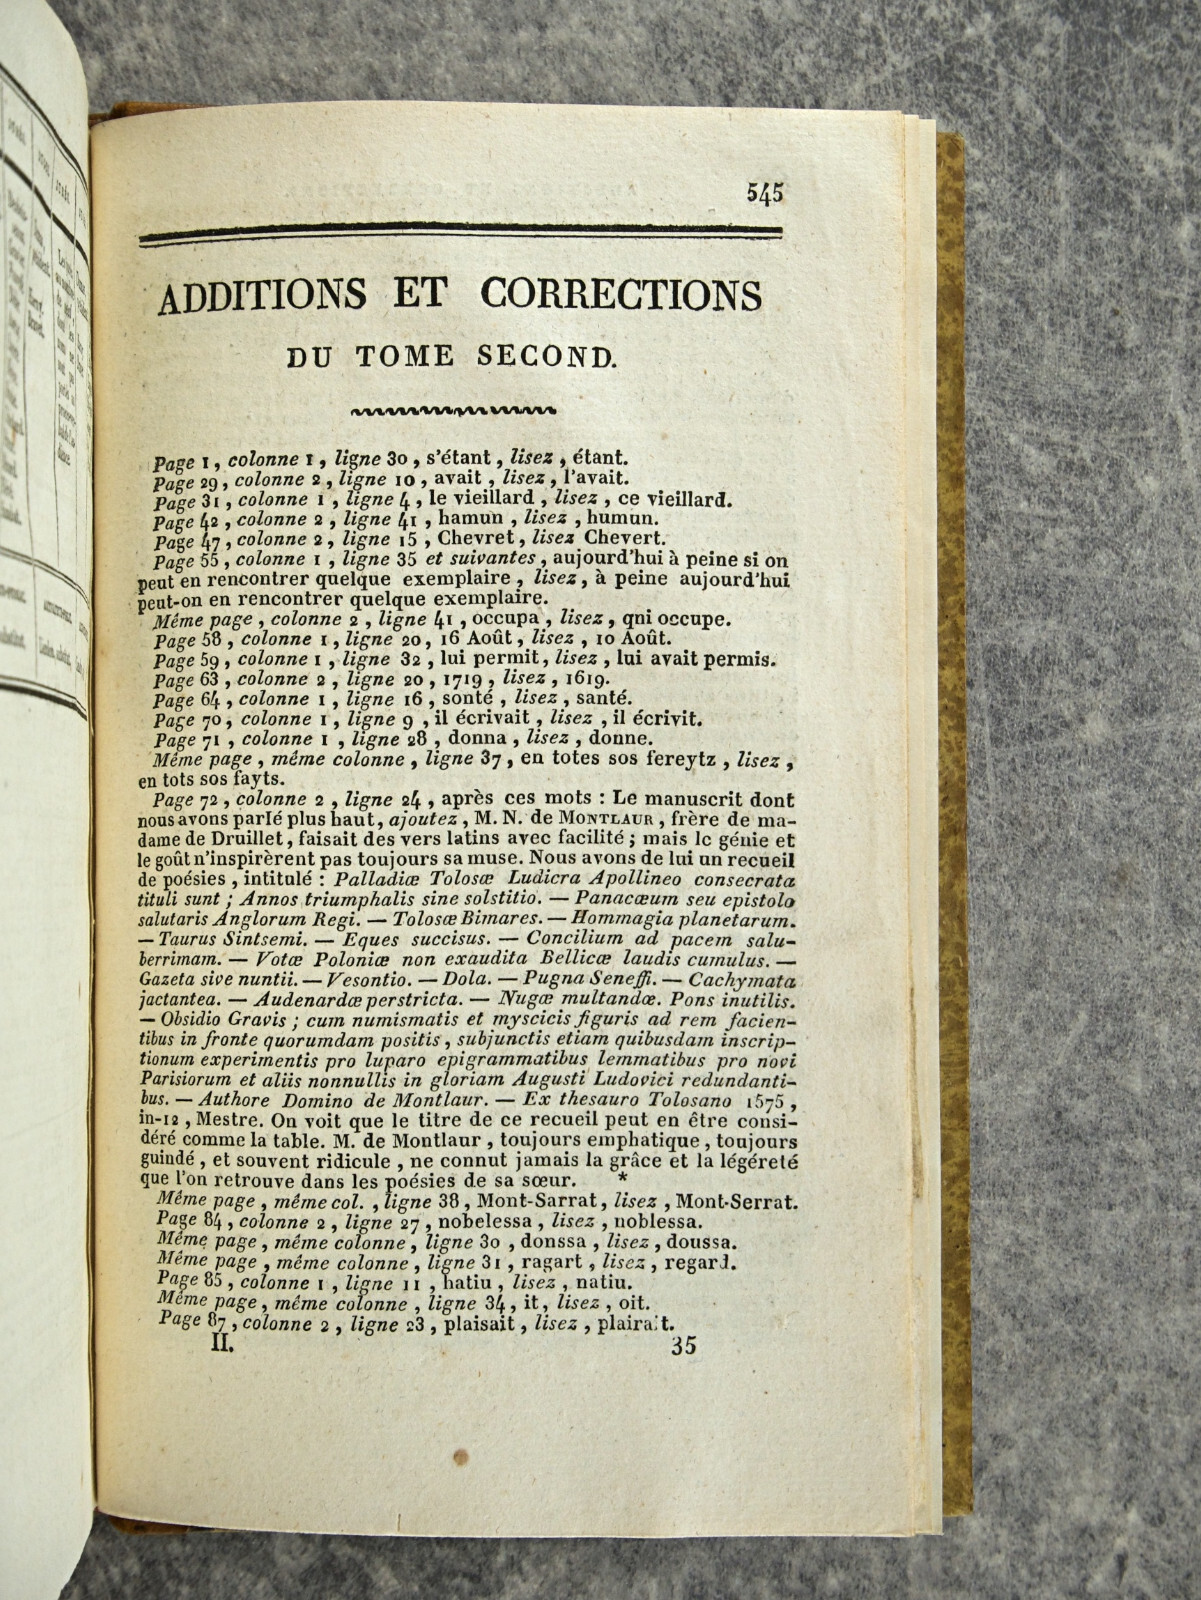 545
ADDITIONS ET CORRECTIONS
DU TOME SECOND.
Page 1, colonne 1, ligne 30, s'étant, lisez, étant.
Page 29, colonne 2, ligne 10, avait, lisez, l'avait.
Page 31, colonne 1, ligne 4, le vieillard, lisez, ce vieillard.
Page 42, colonne 2, ligne 41, hamun, lisez, humun.
Page 47, colonne 2, ligne 15, Chevret, lisez Chevert.
Page 55, colonne 1, ligne 35 et suivantes, aujourd'hui à peine si on
peut en rencontrer quelque exemplaire, lisez, à peine aujourd'hui
peut-on en rencontrer quelque exemplaire.
Même page, colonne 2, ligne 41, occupa, lisez, qni occupe.
Page 58, colonne 1, ligne 20, 16 Août, lisez, 10 Août.
Page 59, colonne 1, ligne 32, lui permit, lisez, lui avait permis.
Page 63, colonne 2, ligne 20, 1719, lisez, 1619.
Page 64, colonne 1, ligne 16, sonté, lisez, santé.
Page 70, colonne 1, ligne 9, il écrivait, lisez, il écrivit.
Page 71, colonne 1, ligne 28, donna, lisez, donne.
Même page, même colonne, ligne 37, en totes sos fereytz, lisez,
en tots sos fayts.
Page 72, colonne 2, ligne 24, après ces mots : Le manuscrit dont
nous avons parlé plus haut, ajoutez, M. N. de MONTLAUR, frère de ma-
dame de Druillet, faisait des vers latins avec facilité ; mais le génie et
le goût n'inspirèrent pas toujours sa muse. Nous avons de lui un recueil
de poésies, intitulé : Palladiæ Tolosæ Ludicra Apollineo consecrata
tituli sunt ; Annos triumphalis sine solstitio. — Panacæum seu epistola
salutaris Anglorum Regi. — Tolosæ Bimares. — Hommagia planetarum.
— Taurus Sintsemi. — Eques succisus. — Concilium ad pacem salu-
berrimam. — Votæ Poloniæ non exaudita Bellicæ laudis cumulus. —
Gazeta sive nuntii. — Vesontio. — Dola. — Pugna Seneffi. — Cachymata
jactantea. — Audenardæ perstricta. — Nugæ multandæ. Pons inutilis.
— Obsidio Gravis ; cum numismatis et myscicis figuris ad rem facien-
tibus in fronte quorumdam positis, subjunctis etiam quibusdam inscrip-
tionum experimentis pro luparo epigrammatibus lemmatibus pro novi
Parisiorum et aliis nonnullis in gloriam Augusti Ludovici redundanti-
bus. — Authore Domino de Montlaur. — Ex thesauro Tolosano 1575,
in-12, Mestre. On voit que le titre de ce recueil peut en être consi-
déré comme la table. M. de Montlaur, toujours emphatique, toujours
guindé, et souvent ridicule, ne connut jamais la grâce et la légéreté
que l'on retrouve dans les poésies de sa sœur. *
Même page, même col., ligne 38, Mont-Sarrat, lisez, Mont-Serrat.
Page 84, colonne 2, ligne 27, nobelessa, lisez, noblessa.
Même page, même colonne, ligne 30, donssa, lisez, doussa.
Même page, même colonne, ligne 31, ragart, lisez, regard.
Page 85, colonne 1, ligne 11, hatiu, lisez, natiu.
Même page, même colonne, ligne 34, it, lisez, oit.
Page 87, colonne 2, ligne 23, plaisait, lisez, plairait.
II. 35